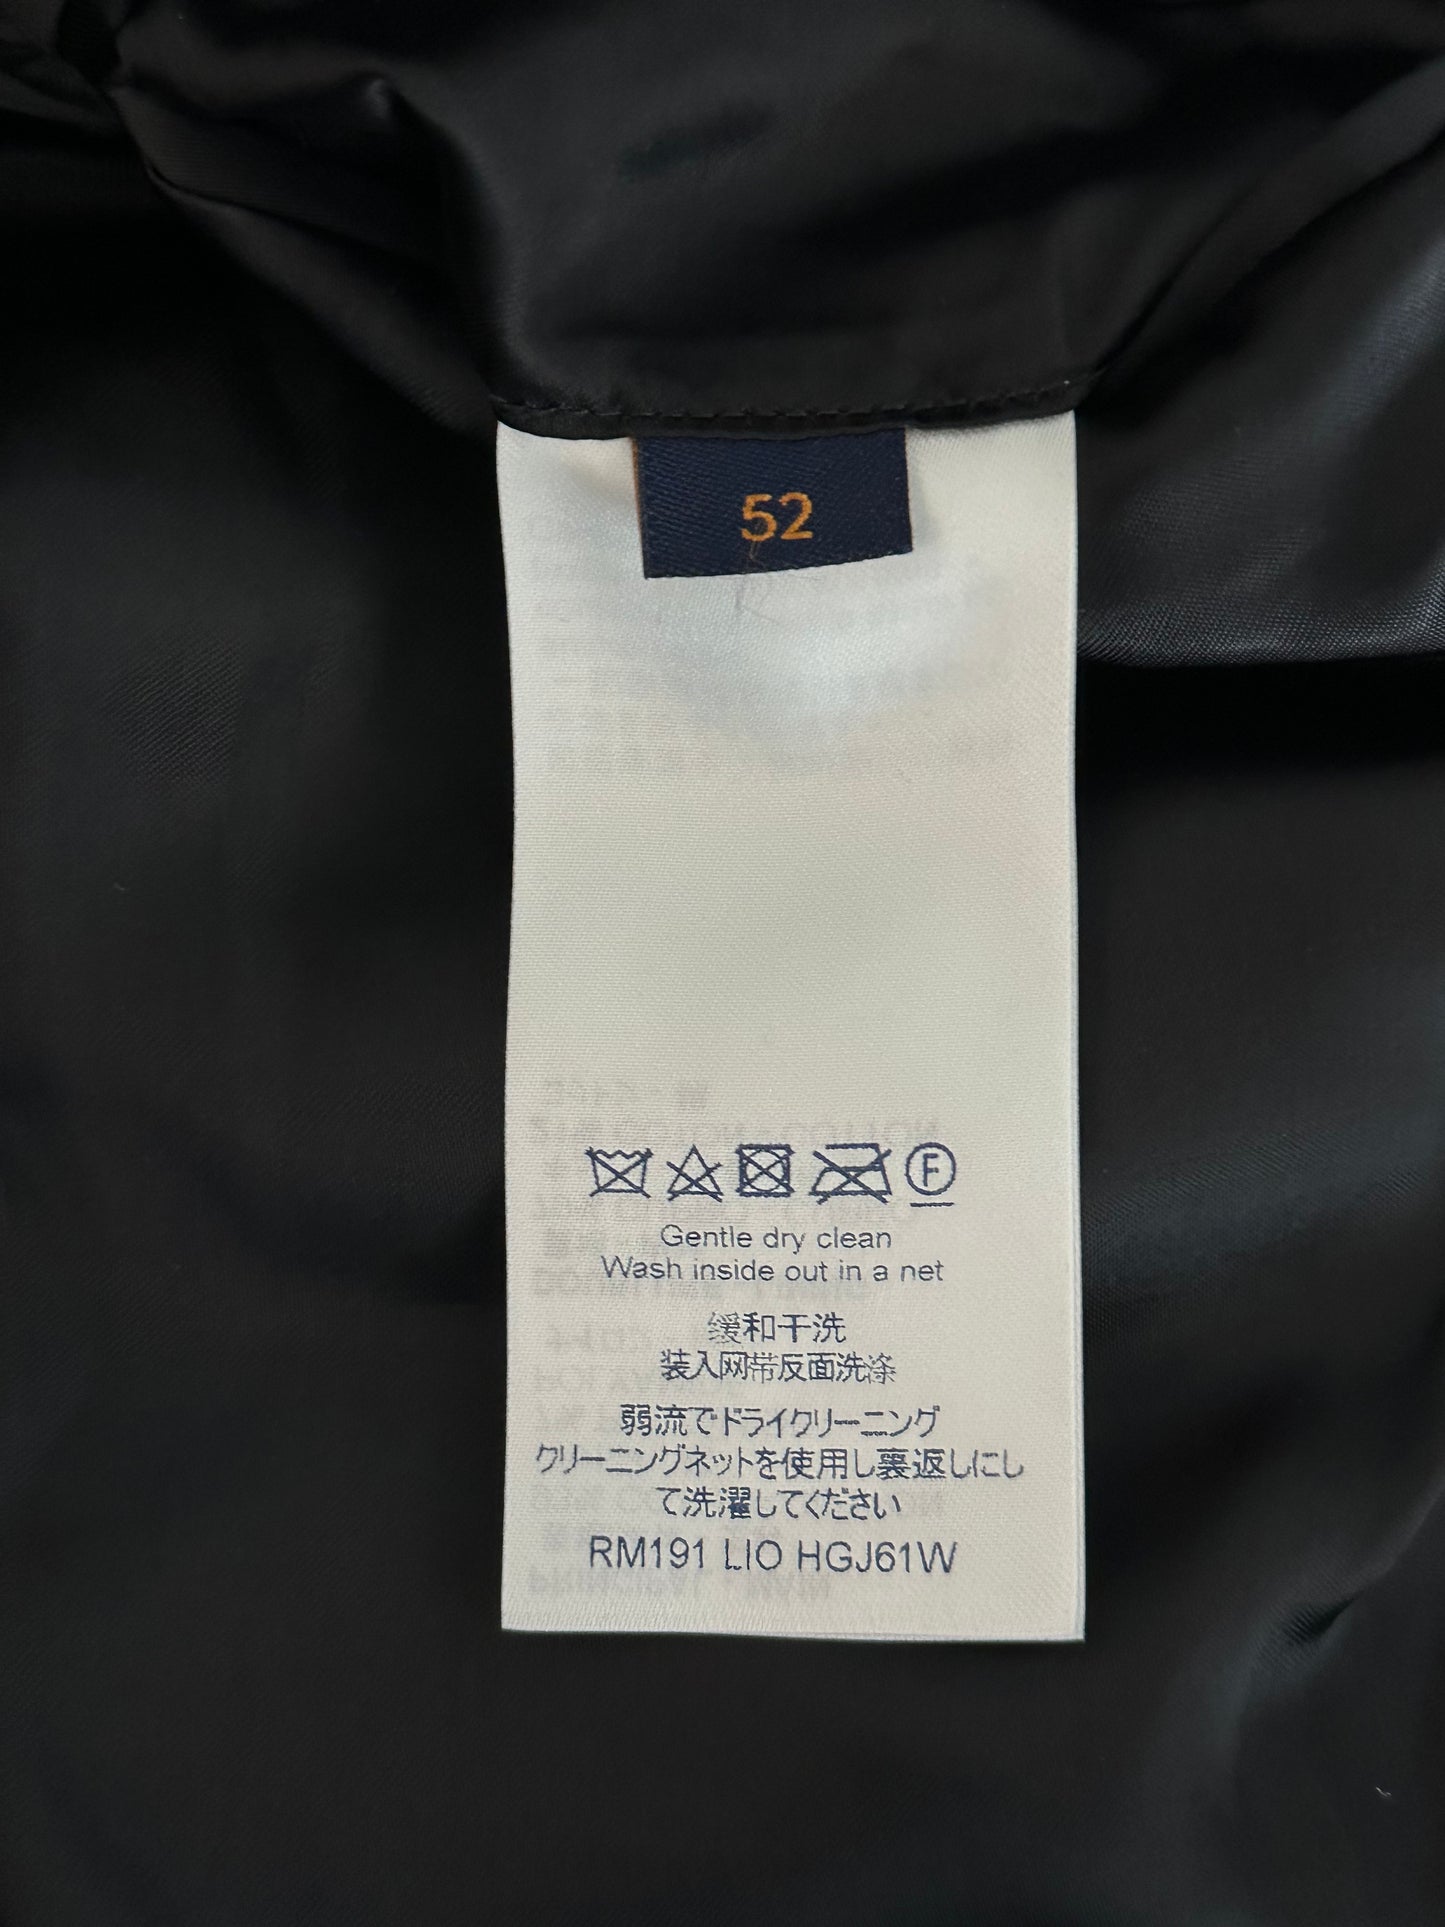 52
F
Gentle dry clean
Wash inside out in a net
缓和干洗
装入网带反面洗涤
弱流でドライクリーニング
クリーニングネットを使用し裏返しにし
て洗濯してください
RM191 LIO HGJ61W